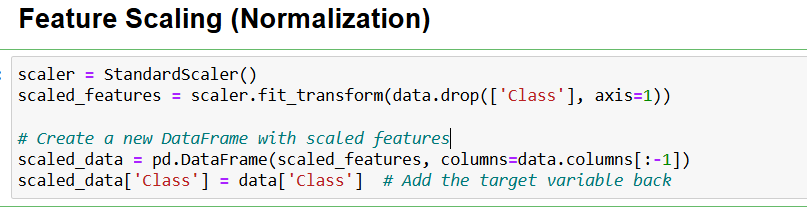 Feature Scaling (Normalization)
scaler = StandardScaler()
scaled_features = scaler.fit_transform(data.drop(['Class'], axis=1))
# Create a new DataFrame with scaled features
scaled_data = pd.DataFrame(scaled_features, columns=data.columns[:-1])
scaled_data['Class'] = data['Class']  # Add the target variable back